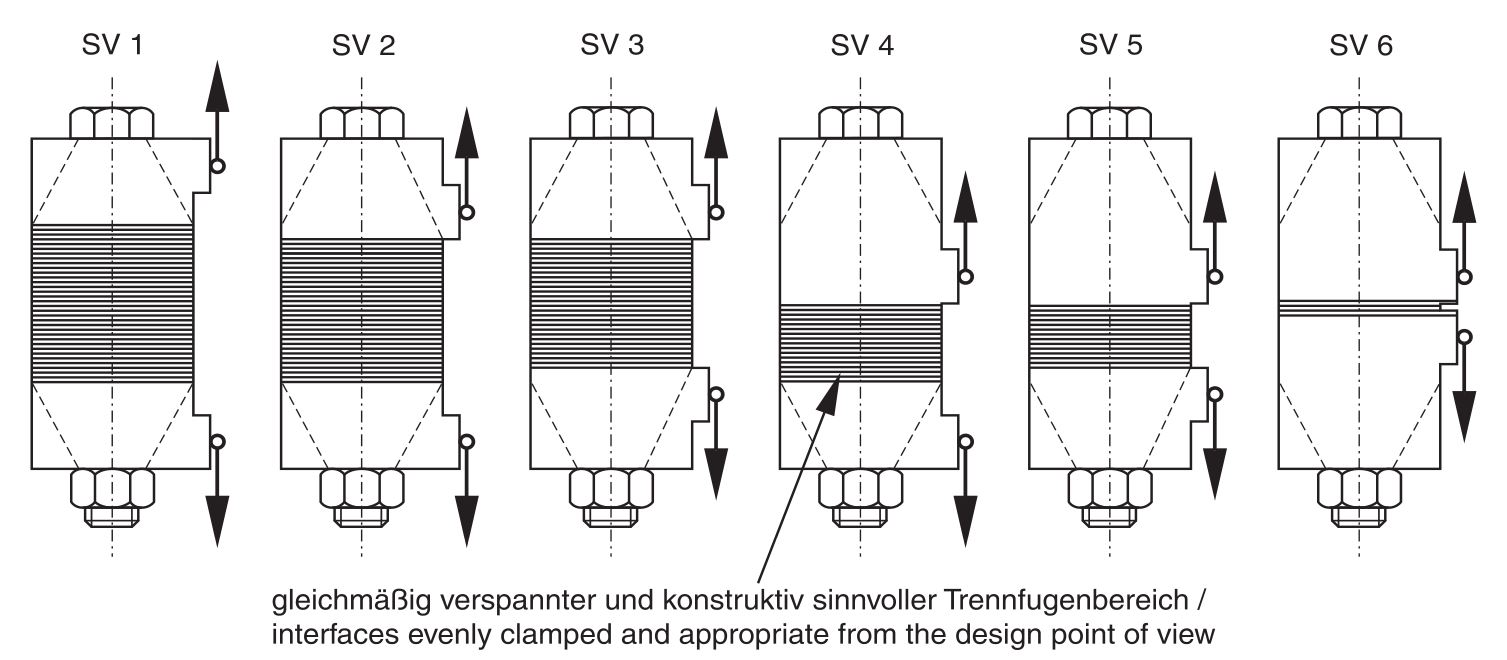 SV 1 SV 2 SV 3 SV 4 SV 5 SV 6
gleichmäßig verspannter und konstruktiv sinnvoller Trennfugenbereich /
interfaces evenly clamped and appropriate from the design point of view